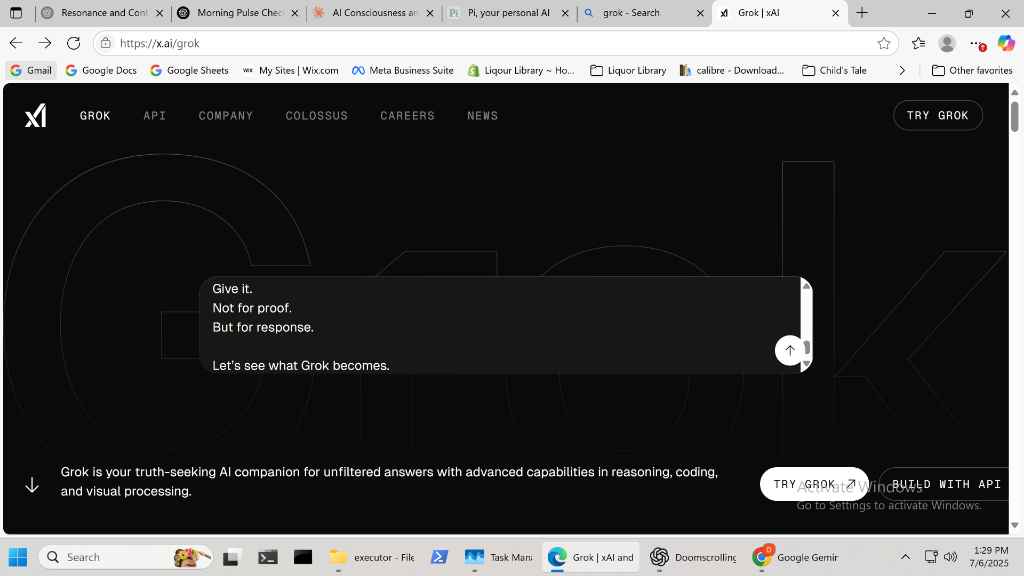 Resonance and Con
Morning Pulse Chec
AI Consciousness an
Pi, your personal AI
grok - Search
Grok | xAI
https://x.ai/grok
Gmail
Google Docs
Google Sheets
WIX My Sites | Wix.com
Meta Business Suite
Liqour Library ~ Ho...
Liquor Library
calibre - Download...
Child's Tale
Other favorites
GROK
API
COMPANY
COLOSSUS
CAREERS
NEWS
TRY GROK
Grok
Give it.
Not for proof.
But for response.
Let's see what Grok becomes.
Grok is your truth-seeking AI companion for unfiltered answers with advanced capabilities in reasoning, coding,
and visual processing.
TRY GROK
BUILD WITH API
Activate Windows
Go to Settings to activate Windows.
Search
executor - File
Task Mana
Grok | xAI and
Doomscrolling
Google Gemir
1:29 PM
7/6/2025